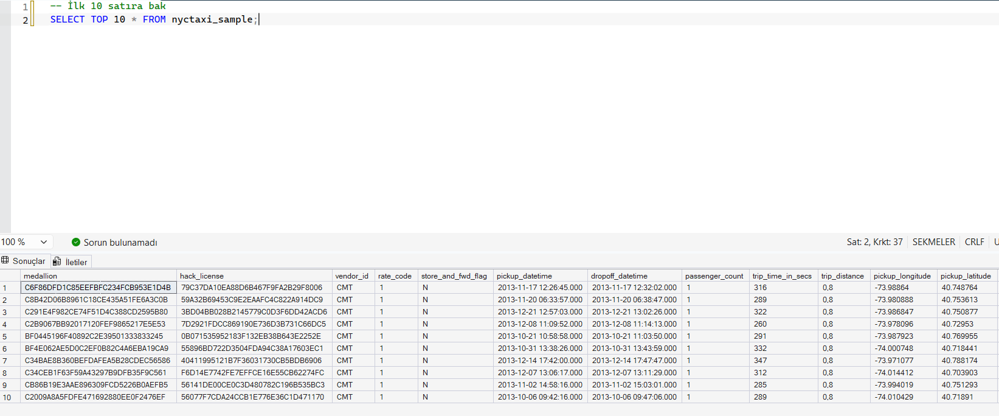 1 -- İlk 10 satıra bak
2 SELECT TOP 10 * FROM nyctaxi_sample;
100 % Sorun bulunamadı Sat: 2, Krkt: 37 SEKMELER CRLF U
Sonuçlar İletiler
medallion hack_license vendor_id rate_code store_and_fwd_flag pickup_datetime dropoff_datetime passenger_count trip_time_in_secs trip_distance pickup_longitude pickup_latitude
1 C6F86DFD1C85EEFBFC234FCB953E1D4B 79C37DA10EA88D6B467F9FA2B29F8006 CMT 1 N 2013-11-17 12:26:45.000 2013-11-17 12:32:02.000 1 316 0,8 -73.98864 40.748764
2 C8B42D06B8961C18CE435A51FE6A3C0B 59A32B69453C9E2EAAFC4C822A914DC9 CMT 1 N 2013-11-20 06:33:57.000 2013-11-20 06:38:47.000 1 289 0,8 -73.980888 40.753613
3 C291E4F982CE74F51D4C388CD2595B80 3BD04BB028B2145779C0D3F6DD42ACD6 CMT 1 N 2013-12-21 12:57:03.000 2013-12-21 13:02:26.000 1 322 0,8 -73.986847 40.750877
4 C2B9067BB92017120FEF9865217E5E53 7D2921FDCC869190E736D3B731C66DC5 CMT 1 N 2013-12-08 11:09:52.000 2013-12-08 11:14:13.000 1 260 0,8 -73.978096 40.72953
5 BF0445196F40892C2E39501333833245 0B071535952183F132EB38B643E2252E CMT 1 N 2013-10-21 10:58:58.000 2013-10-21 11:03:50.000 1 291 0,8 -73.987923 40.769955
6 BF4E062AE5D0C2EF0B82C4A6EBA19CA9 55896BD722D3504FDA94C38A17603EC1 CMT 1 N 2013-10-31 13:38:26.000 2013-10-31 13:43:59.000 1 332 0,8 -74.000748 40.718441
7 C34BAE8B360BEFDAFEA5B28CDEC56586 40411995121B7F36031730CB5BDB6906 CMT 1 N 2013-12-14 17:42:00.000 2013-12-14 17:47:47.000 1 347 0,8 -73.971077 40.788174
8 C34CEB1F63F59A43297B9DFB35F9C561 F6D14E7742FE7EFFCE16E55CB62274FC CMT 1 N 2013-12-07 13:06:17.000 2013-12-07 13:11:29.000 1 312 0,8 -74.014412 40.703903
9 CB86B19E3AAE896309FCD5226B0AEFB5 56141DE00CE0C3D480782C196B535BC3 CMT 1 N 2013-11-02 14:58:16.000 2013-11-02 15:03:01.000 1 285 0,8 -73.994019 40.751293
10 C2009A8A5FDFE471692880EE0F2476EF 56077F7CDA24CCB1E776E36C1D471170 CMT 1 N 2013-10-06 09:42:16.000 2013-10-06 09:47:06.000 1 289 0,8 -74.010429 40.71891